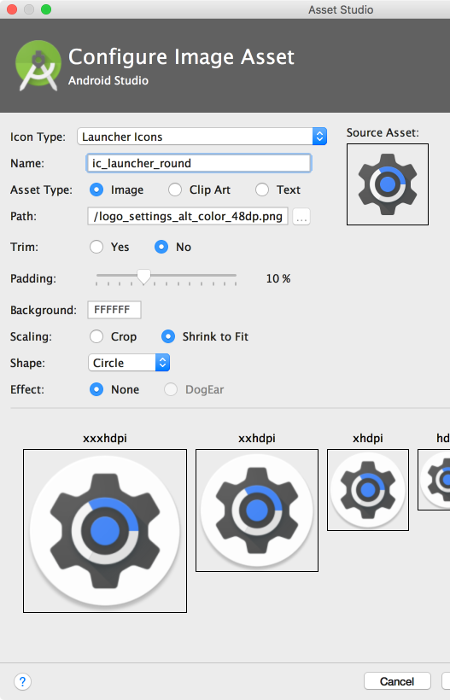 Asset Studio
Configure Image Asset
Android Studio
Icon Type: Launcher Icons
Source Asset:
Name: ic_launcher_round
Asset Type: Image Clip Art Text
Path: /logo_settings_alt_color_48dp.png ...
Trim: Yes No
Padding: 10 %
Background: FFFFFF
Scaling: Crop Shrink to Fit
Shape: Circle
Effect: None DogEar
xxxhdpi xxhdpi xhdpi hd
? Cancel